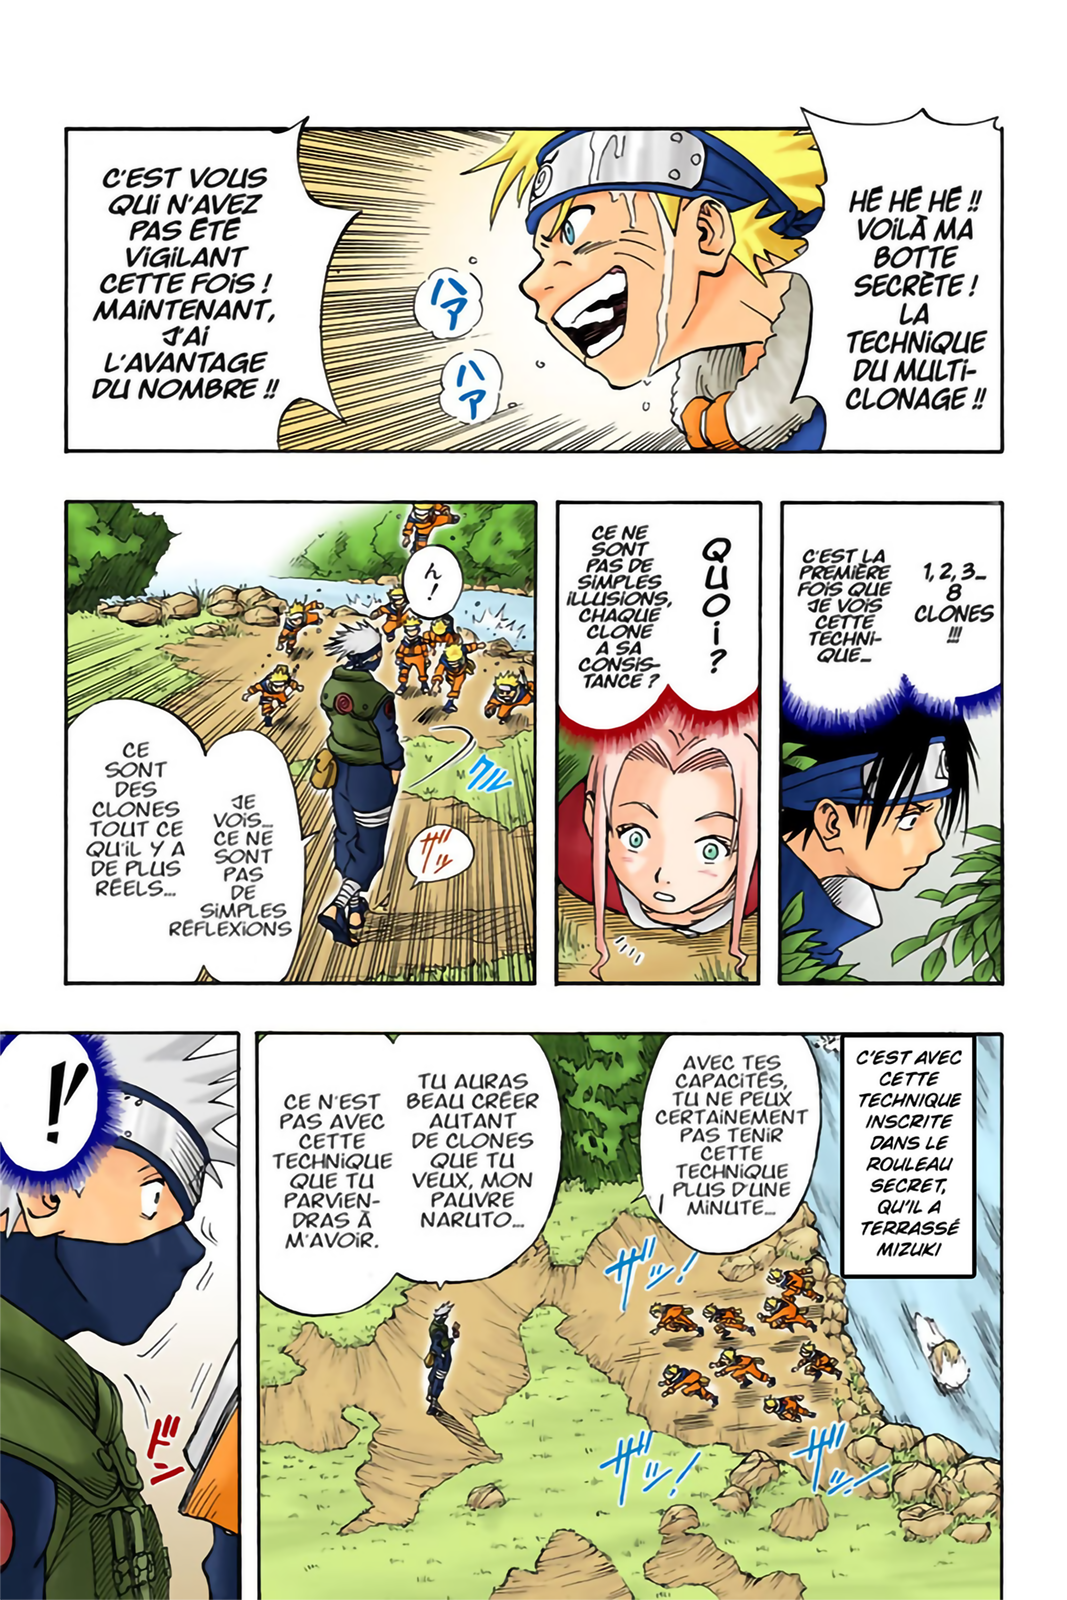 HÉ HÉ HÉ !!
VOILÀ MA
BOTTE
SECRÈTE !
LA
TECHNIQUE
DU MULTI-
CLONAGE !!
C'EST VOUS
QUI N'AVEZ
PAS ÉTÉ
VIGILANT
CETTE FOIS !
MAINTENANT,
J'AI
L'AVANTAGE
DU NOMBRE !!
ハァ
ハァ
1, 2, 3...
8
CLONES
!!!
C'EST LA
PREMIÈRE
FOIS QUE
JE VOIS
CETTE
TECHNI-
QUE...
QUOI?
CE NE
SONT
PAS DE
SIMPLES
ILLUSIONS,
CHAQUE
CLONE
A SA
CONSIS-
TANCE ?
ん!
クル
ザッ
JE
VOIS...
CE NE
SONT
PAS
DE
SIMPLES
RÉFLEXIONS
CE
SONT
DES
CLONES
TOUT CE
QU'IL Y A
DE PLUS
RÉELS...
C'EST AVEC
CETTE
TECHNIQUE
INSCRITE
DANS LE
ROULEAU
SECRET,
QU'IL A
TERRASSÉ
MIZUKI
AVEC TES
CAPACITÉS,
TU NE PEUX
CERTAINEMENT
PAS TENIR
CETTE
TECHNIQUE
PLUS D'UNE
MINUTE...
TU AURAS
BEAU CRÉER
AUTANT
DE CLONES
QUE TU
VEUX, MON
PAUVRE
NARUTO...
CE N'EST
PAS AVEC
CETTE
TECHNIQUE
QUE TU
PARVIEN-
DRAS À
M'AVOIR.
ザッ!
ザッ!
ザッ!
!
ドン